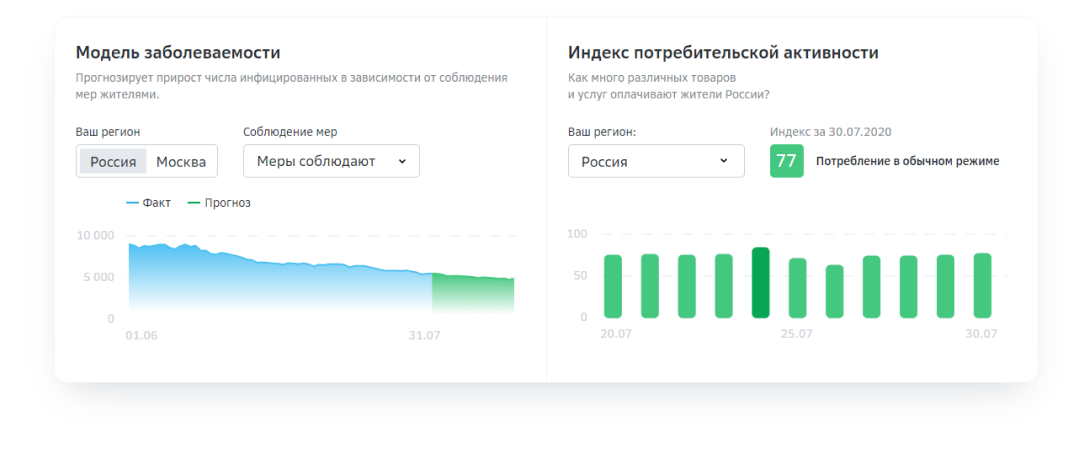 Модель заболеваемости
Прогнозирует прирост числа инфицированных в зависимости от соблюдения
мер жителями.
Ваш регион
Соблюдение мер
Россия Москва
Меры соблюдают
Факт Прогноз
10 000
5 000
0
01.06 31.07
Индекс потребительской активности
Как много различных товаров
и услуг оплачивают жители России?
Ваш регион:
Индекс за 30.07.2020
Россия
77 Потребление в обычном режиме
100
50
0
20.07 25.07 30.07